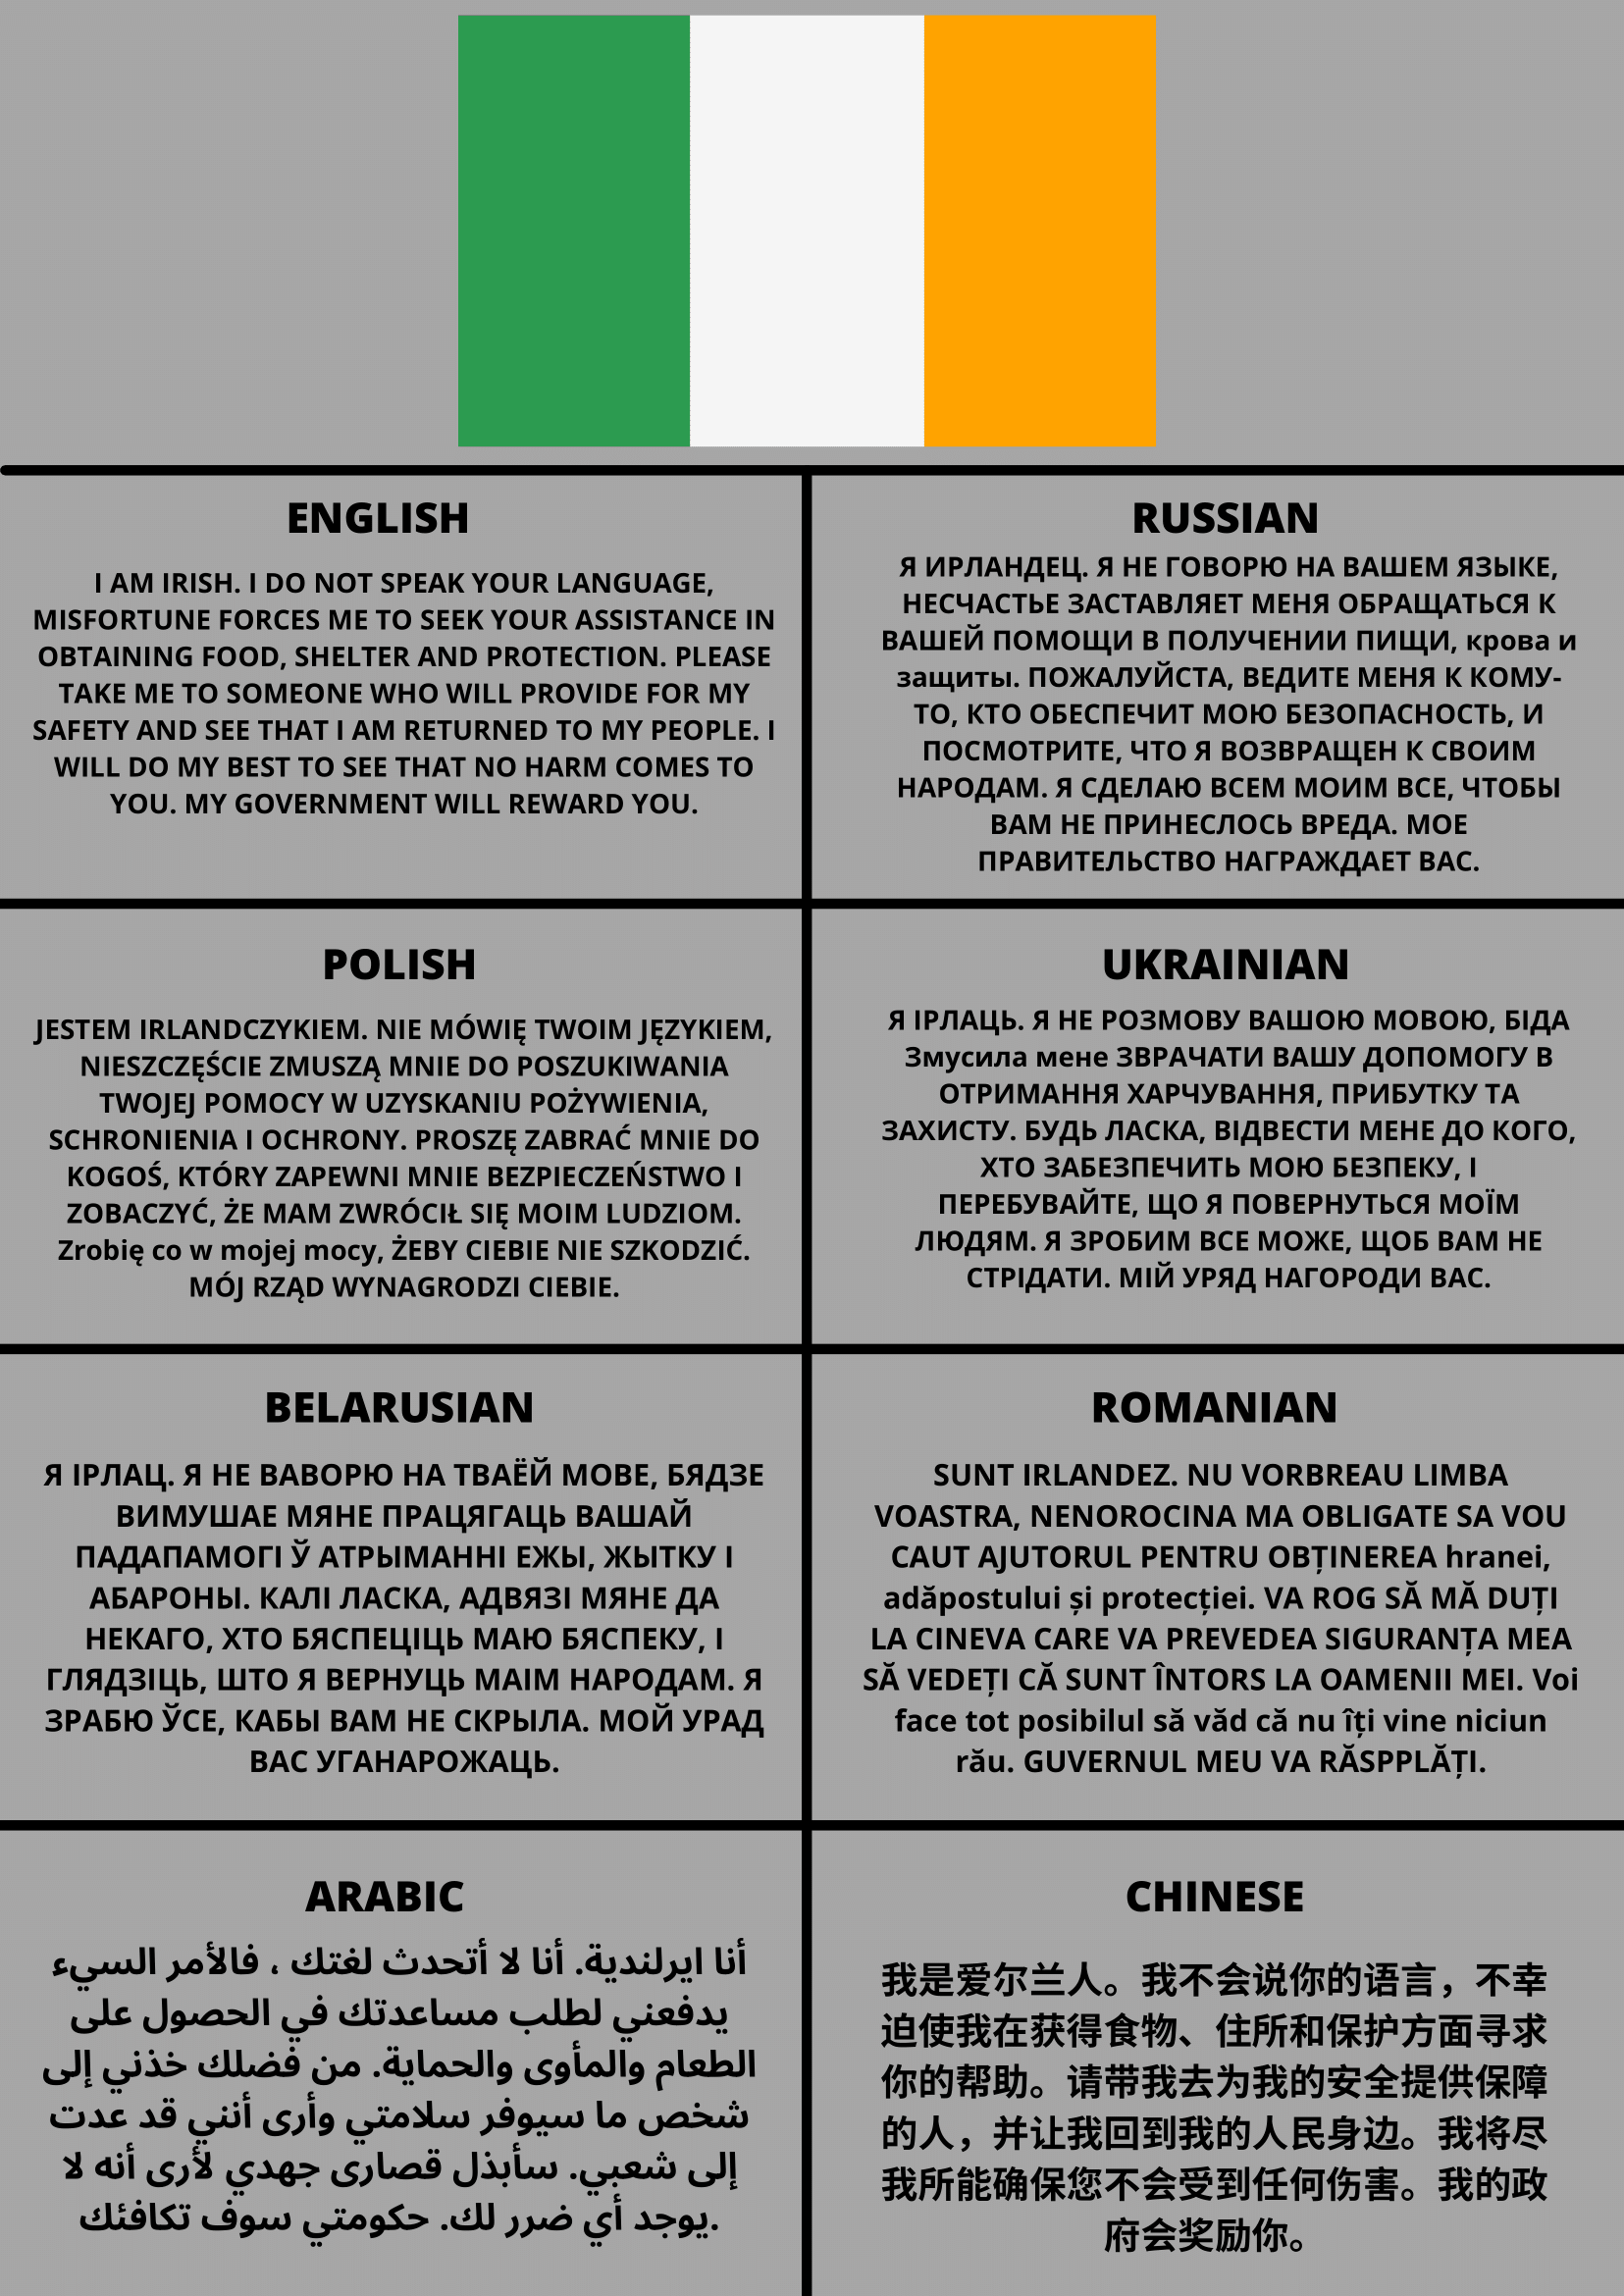 ENGLISH
I AM IRISH. I DO NOT SPEAK YOUR LANGUAGE,
MISFORTUNE FORCES ME TO SEEK YOUR ASSISTANCE IN
OBTAINING FOOD, SHELTER AND PROTECTION. PLEASE
TAKE ME TO SOMEONE WHO WILL PROVIDE FOR MY
SAFETY AND SEE THAT I AM RETURNED TO MY PEOPLE. I
WILL DO MY BEST TO SEE THAT NO HARM COMES TO
YOU. MY GOVERNMENT WILL REWARD YOU.
RUSSIAN
Я ИРЛАНДЕЦ. Я НЕ ГОВОРЮ НА ВАШЕМ ЯЗЫКЕ,
НЕСЧАСТЬЕ ЗАСТАВЛЯЕТ МЕНЯ ОБРАЩАТЬСЯ К
ВАШЕЙ ПОМОЩИ В ПОЛУЧЕНИИ ПИЩИ, крова и
защиты. ПОЖАЛУЙСТА, ВЕДИТЕ МЕНЯ К КОМУ-
ТО, КТО ОБЕСПЕЧИТ МОЮ БЕЗОПАСНОСТЬ, И
ПОСМОТРИТЕ, ЧТО Я ВОЗВРАЩЕН К СВОИМ
НАРОДАМ. Я СДЕЛАЮ ВСЕМ МОИМ ВСЕ, ЧТОБЫ
ВАМ НЕ ПРИНЕСЛОСЬ ВРЕДА. МОЕ
ПРАВИТЕЛЬСТВО НАГРАЖДАЕТ ВАС.
POLISH
JESTEM IRLANDCZYKIEM. NIE MÓWIĘ TWOIM JĘZYKIEM,
NIESZCZĘŚCIE ZMUSZĄ MNIE DO POSZUKIWANIA
TWOJEJ POMOCY W UZYSKANIU POŻYWIENIA,
SCHRONIENIA I OCHRONY. PROSZĘ ZABRAĆ MNIE DO
KOGOŚ, KTÓRY ZAPEWNI MNIE BEZPIECZEŃSTWO I
ZOBACZYĆ, ŻE MAM ZWRÓCIŁ SIĘ MOIM LUDZIOM.
Zrobię co w mojej mocy, ŻEBY CIEBIE NIE SZKODZIĆ.
MÓJ RZĄD WYNAGRODZI CIEBIE.
UKRAINIAN
Я ІРЛАЦЬ. Я НЕ РОЗМОВУ ВАШОЮ МОВОЮ, БІДА
Змусила мене ЗВРАЧАТИ ВАШУ ДОПОМОГУ В
ОТРИМАННЯ ХАРЧУВАННЯ, ПРИБУТКУ ТА
ЗАХИСТУ. БУДЬ ЛАСКА, ВІДВЕСТИ МЕНЕ ДО КОГО,
ХТО ЗАБЕЗПЕЧИТЬ МОЮ БЕЗПЕКУ, І
ПЕРЕБУВАЙТЕ, ЩО Я ПОВЕРНУТЬСЯ МОЇМ
ЛЮДЯМ. Я ЗРОБИМ ВСЕ МОЖЕ, ЩОБ ВАМ НЕ
СТРІДАТИ. МІЙ УРЯД НАГОРОДИ ВАС.
BELARUSIAN
Я ІРЛАЦ. Я НЕ ВАВОРЮ НА ТВАЁЙ МОВЕ, БЯДЗЕ
ВИМУШАЕ МЯНЕ ПРАЦЯГАЦЬ ВАШАЙ
ПАДАПАМОГІ Ў АТРЫМАННІ ЕЖЫ, ЖЫТКУ І
АБАРОНЫ. КАЛІ ЛАСКА, АДВЯЗІ МЯНЕ ДА
НЕКАГО, ХТО БЯСПЕЦІЦЬ МАЮ БЯСПЕКУ, І
ГЛЯДЗІЦЬ, ШТО Я ВЕРНУЦЬ МАІМ НАРОДАМ. Я
ЗРАБЮ ЎСЕ, КАБЫ ВАМ НЕ СКРЫЛА. МОЙ УРАД
ВАС УГАНАРОЖАЦЬ.
ROMANIAN
SUNT IRLANDEZ. NU VORBREAU LIMBA
VOASTRA, NENOROCINA MA OBLIGATE SA VOU
CAUT AJUTORUL PENTRU OBȚINEREA hranei,
adăpostului și protecției. VA ROG SĂ MĂ DUȚI
LA CINEVA CARE VA PREVEDEA SIGURANȚA MEA
SĂ VEDEȚI CĂ SUNT ÎNTORS LA OAMENII MEI. Voi
face tot posibilul să văd că nu îți vine niciun
rău. GUVERNUL MEU VA RĂSPPLĂȚI.
ARABIC
أنا ايرلندية. أنا لا أتحدث لغتك ، فالأمر السيء
يدفعني لطلب مساعدتك في الحصول على
الطعام والمأوى والحماية. من فضلك خذني إلى
شخص ما سيوفر سلامتي وأرى أنني قد عدت
إلى شعبي. سأبذل قصارى جهدي لأرى أنه لا
يوجد أي ضرر لك. حكومتي سوف تكافئك.
CHINESE
我是爱尔兰人。我不会说你的语言，不幸
迫使我在获得食物、住所和保护方面寻求
你的帮助。请带我去为我的安全提供保障
的人，并让我回到我的人民身边。我将尽
我所能确保您不会受到任何伤害。我的政
府会奖励你。